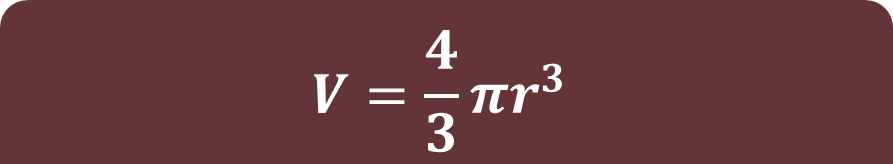 V = 4/3 πr³